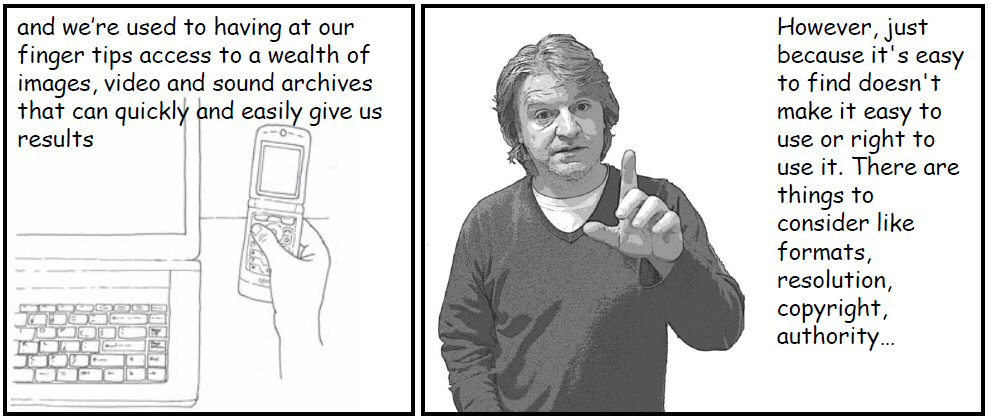 and we’re used to having at our
finger tips access to a wealth of
images, video and sound archives
that can quickly and easily give us
results
However, just
because it's easy
to find doesn't
make it easy to
use or right to
use it. There are
things to
consider like
formats,
resolution,
copyright,
authority…